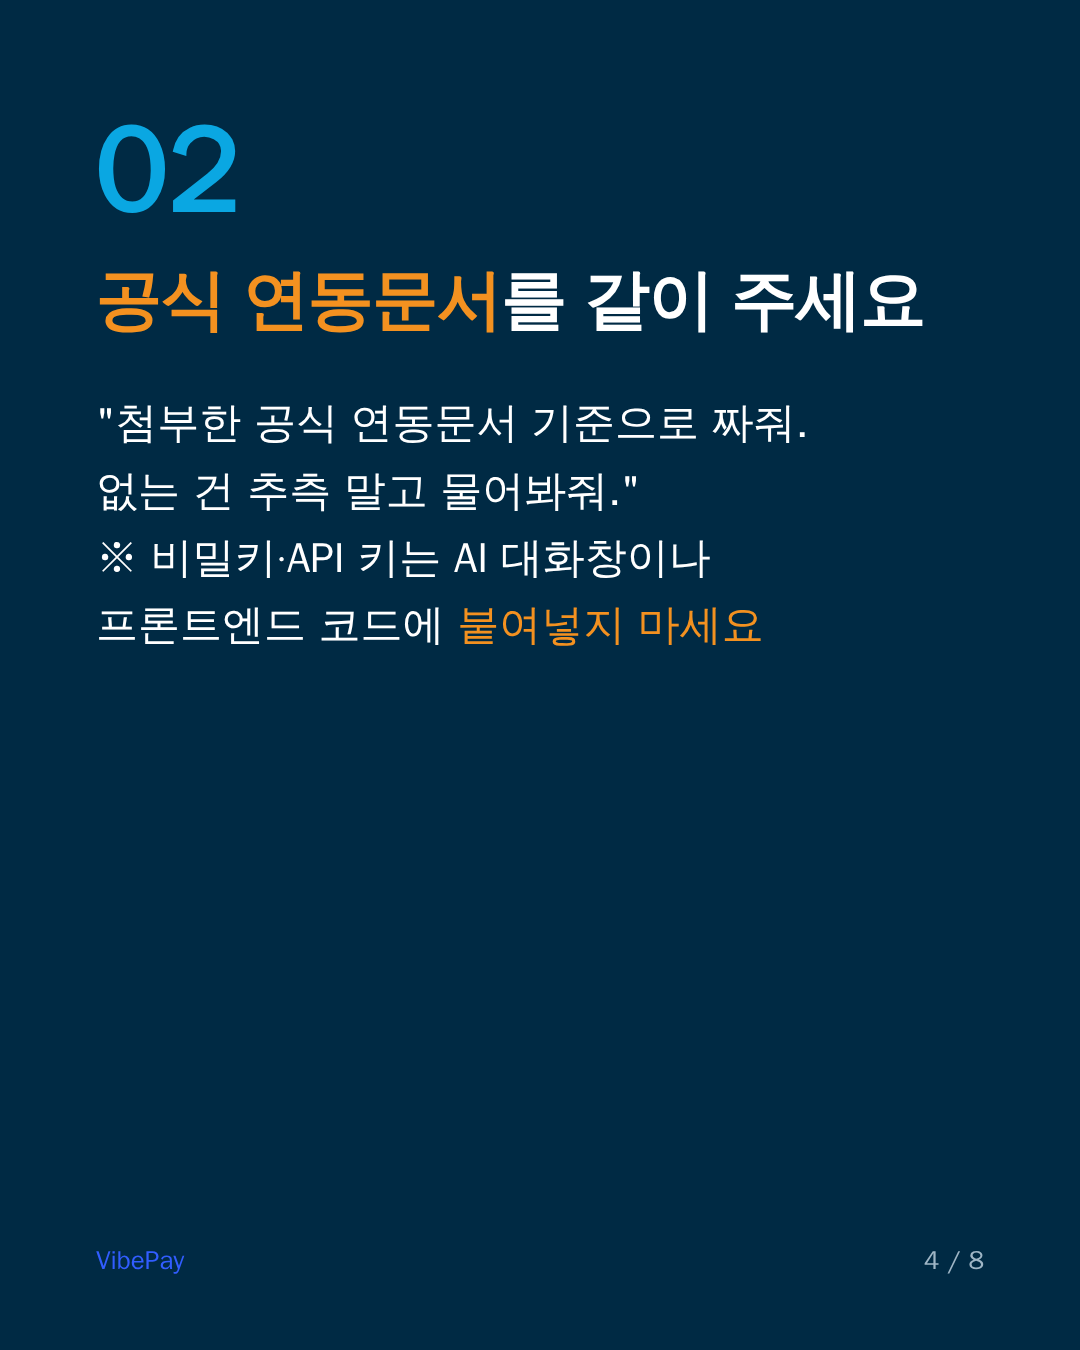 02
공식 연동문서를 같이 주세요
"첨부한 공식 연동문서 기준으로 짜줘.
없는 건 추측 말고 물어봐줘."
※ 비밀키·API 키는 AI 대화창이나
프론트엔드 코드에 붙여넣지 마세요
VibePay
4 / 8